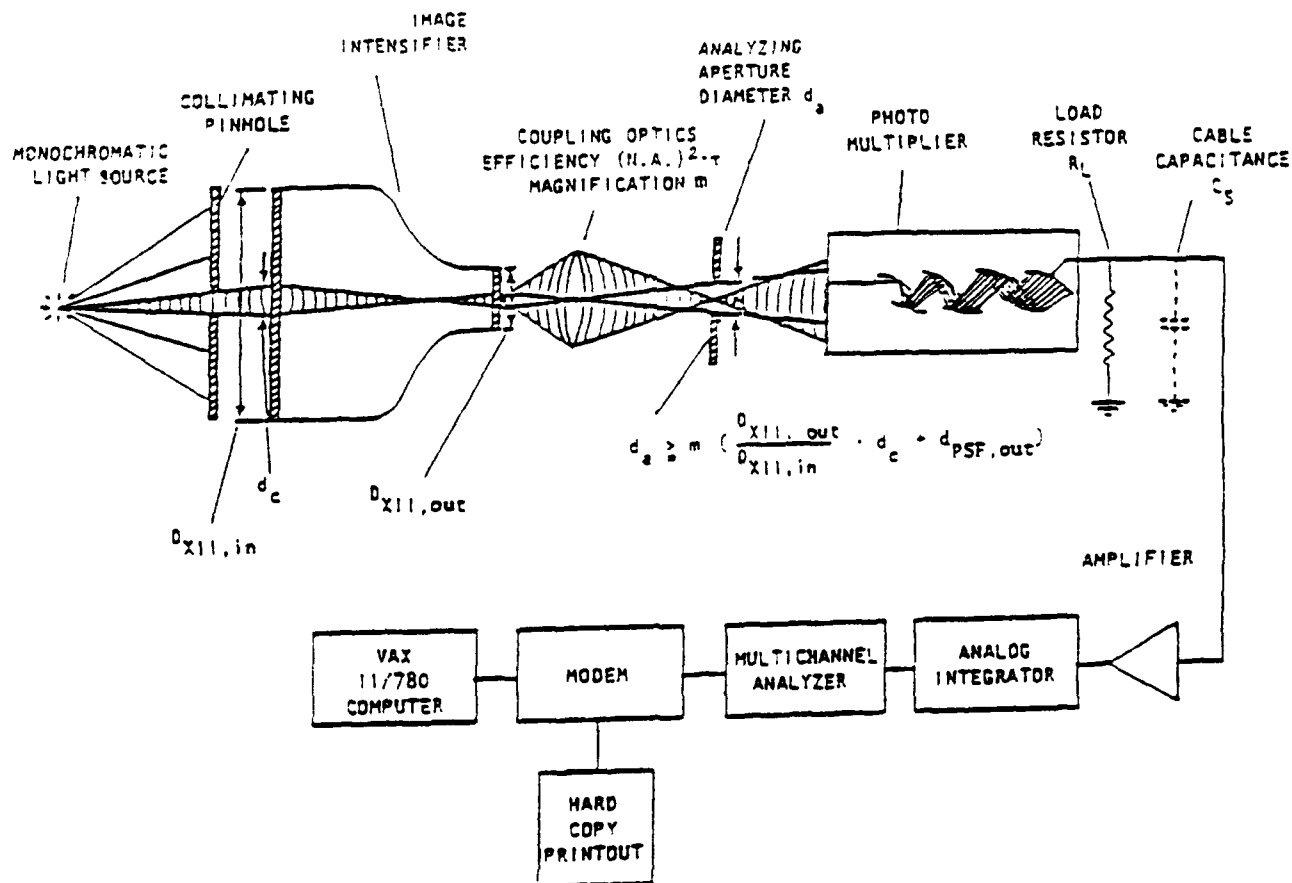 IMAGE
INTENSIFIER
ANALYZING
APERTURE
DIAMETER d_a
COLLIMATING
PINHOLE
PHOTO
MULTIPLIER
LOAD
RESISTOR
R_L
CABLE
CAPACITANCE
C_S
MONOCHROMATIC
LIGHT SOURCE
COUPLING OPTICS
EFFICIENCY (N.A.)²·τ
MAGNIFICATION m
d_a ≥ m (D_XII,out / D_XII,in · d_c + d_PSF,out)
d_c
D_XII,out
D_XII,in
AMPLIFIER
VAX
11/780
COMPUTER
MODEM
MULTICHANNEL
ANALYZER
ANALOG
INTEGRATOR
HARD
COPY
PRINTOUT